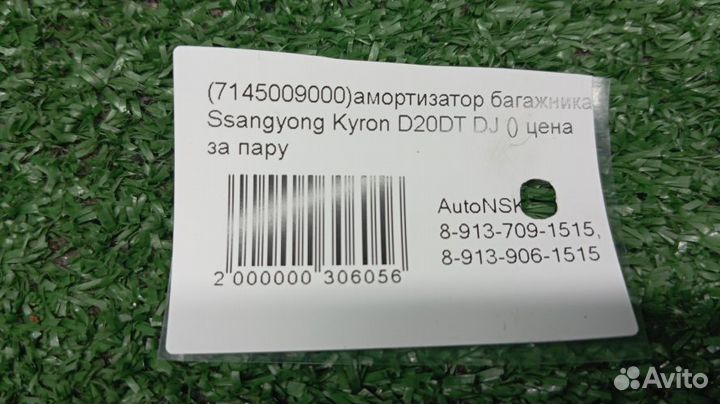 (7145009000)амортизатор багажника
Ssangyong Kyron D20DT DJ () цена
за пару
AutoNSK
8-913-709-1515,
8-913-906-1515
2 000000 306056
Avito